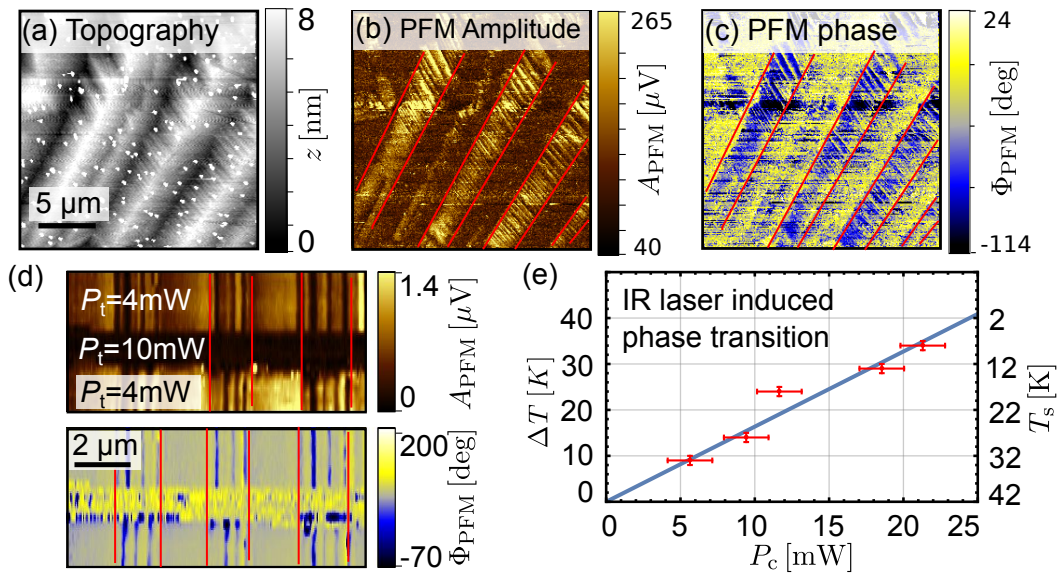 (a) Topography
8
z [nm]
0
5 μm
(b) PFM Amplitude
265
A_PFM [μV]
40
(c) PFM phase
24
Φ_PFM [deg]
-114
(d)
P_t=4mW
P_t=10mW
P_t=4mW
1.4
A_PFM [μV]
0
2 μm
200
Φ_PFM [deg]
-70
(e)
IR laser induced
phase transition
ΔT [K]
40
30
20
10
0
0 5 10 15 20 25
P_c [mW]
2
12
22
32
42
T_s [K]